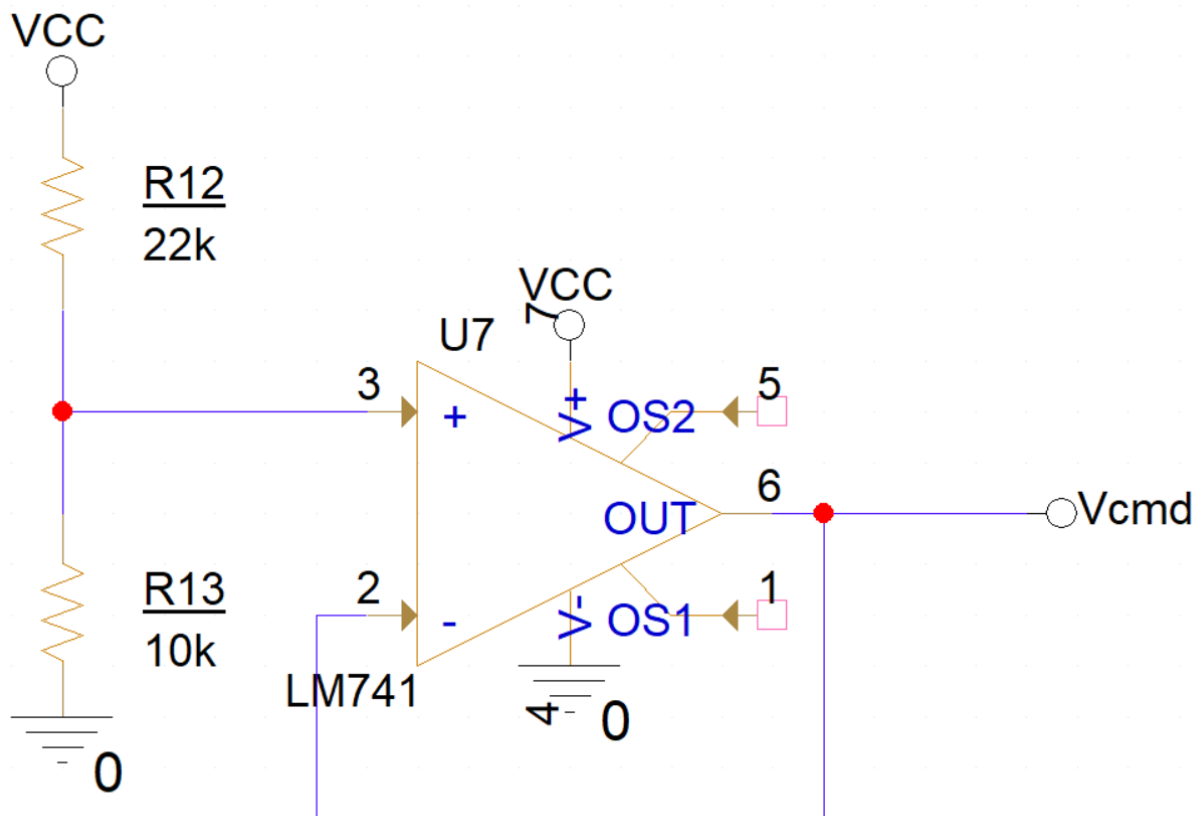 VCC
R12
22k
VCC
7
U7
3
5
+
V+
OS2
6
OUT
Vcmd
R13
2
1
-
V-
OS1
10k
LM741
4
0
0